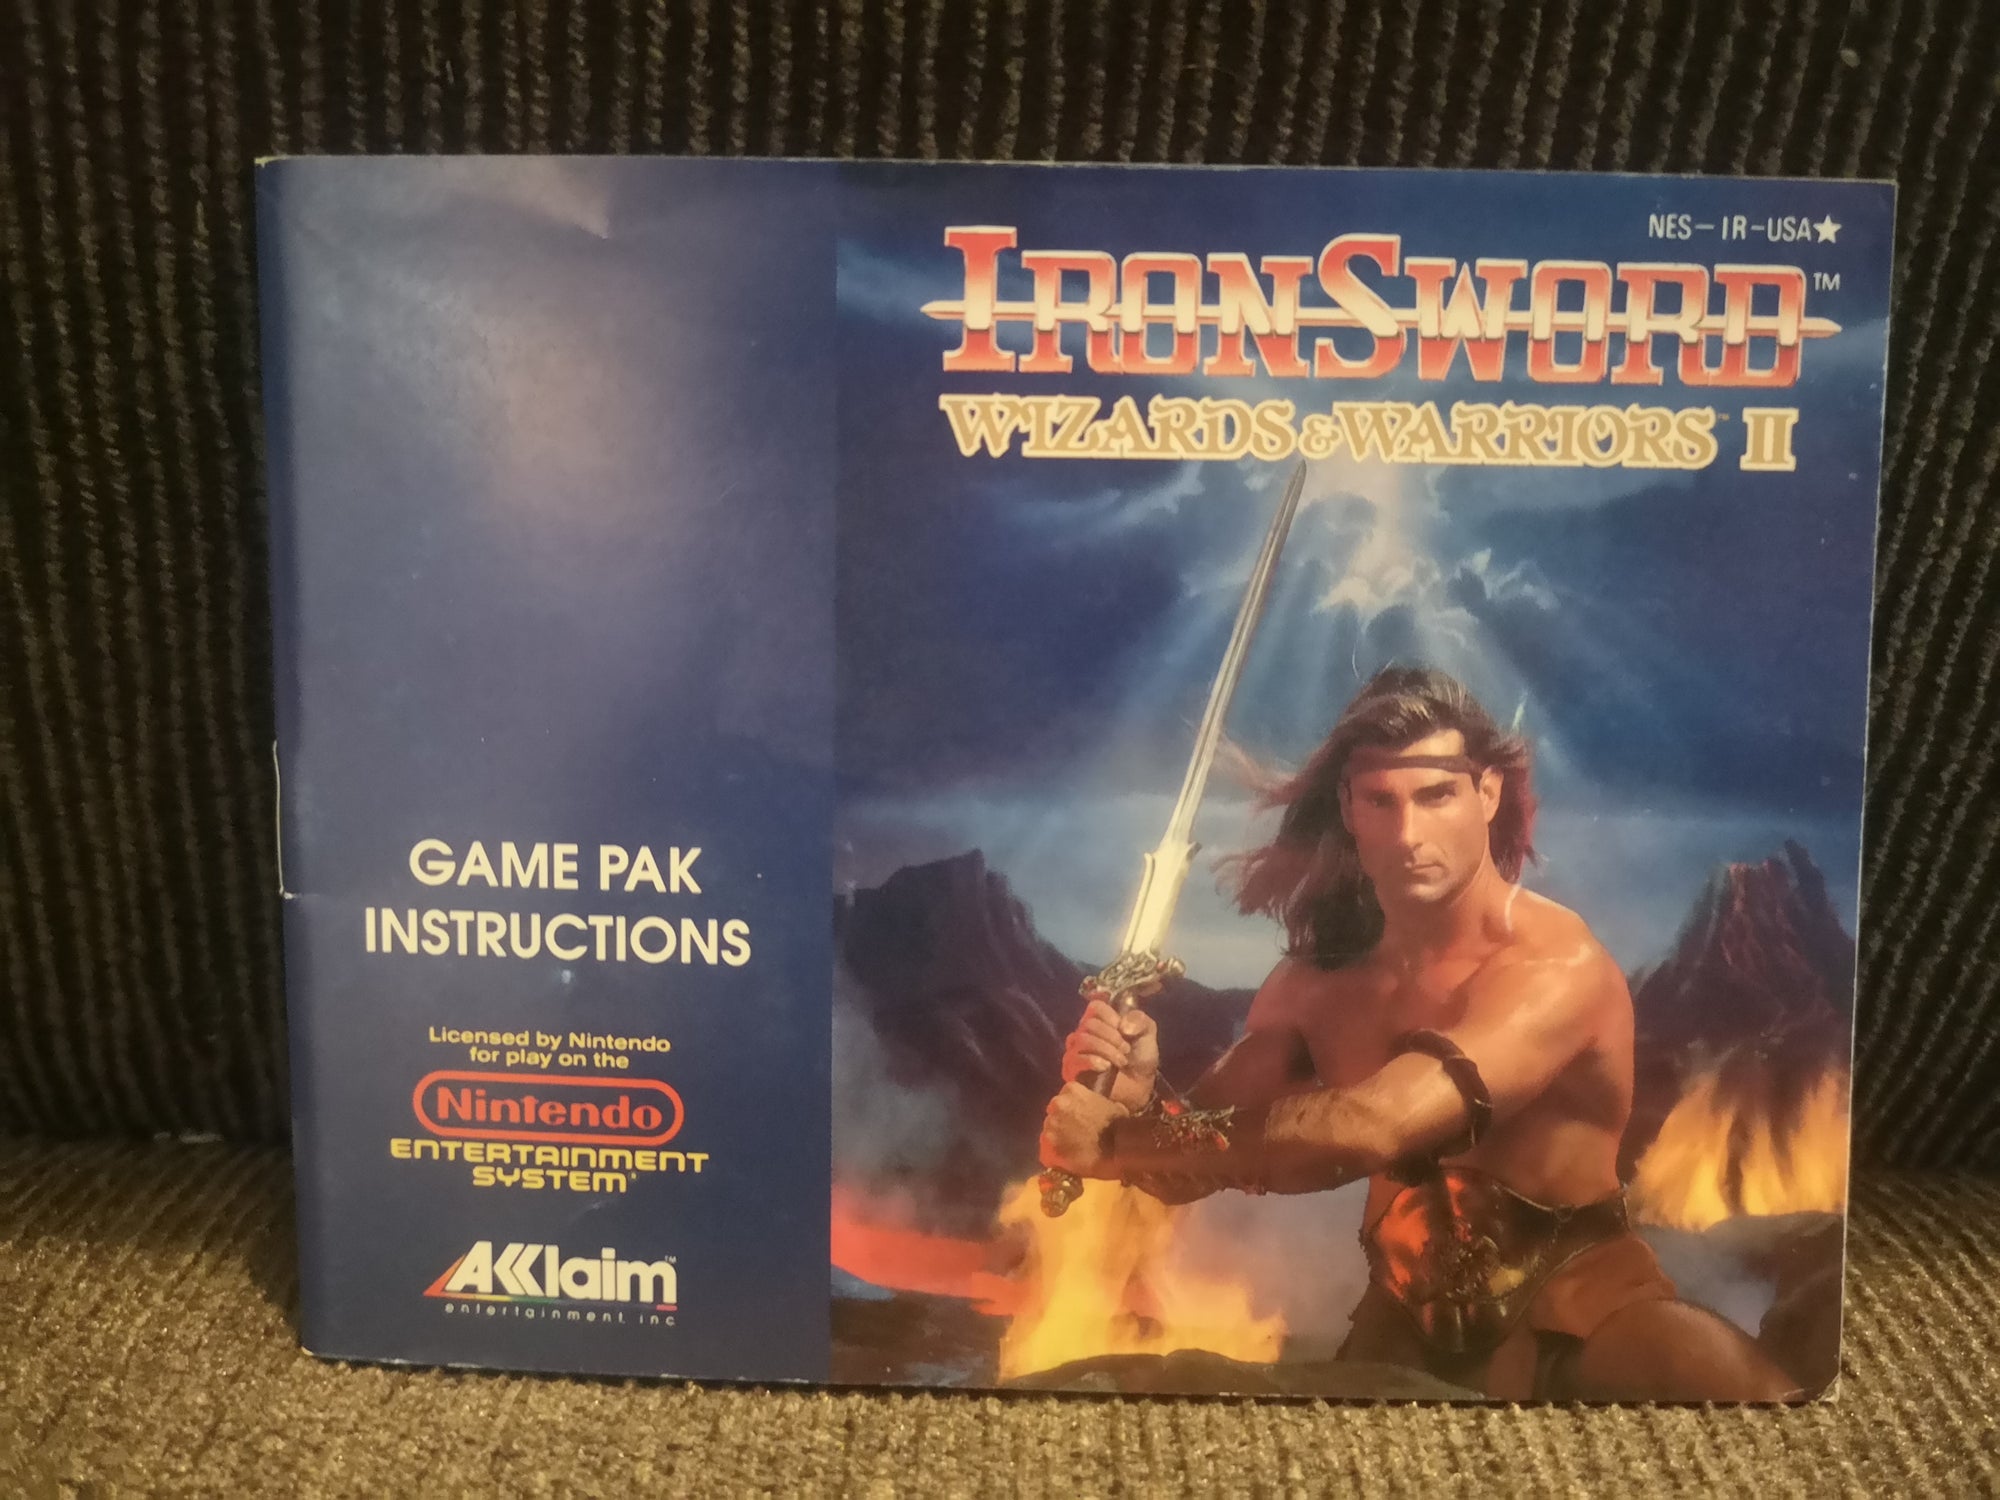 NES-IR-USA★
IRONSWORD™
WIZARDS & WARRIORS™ II
GAME PAK
INSTRUCTIONS
Licensed by Nintendo
for play on the
Nintendo
ENTERTAINMENT
SYSTEM®
AKKlaim™
entertainment, inc